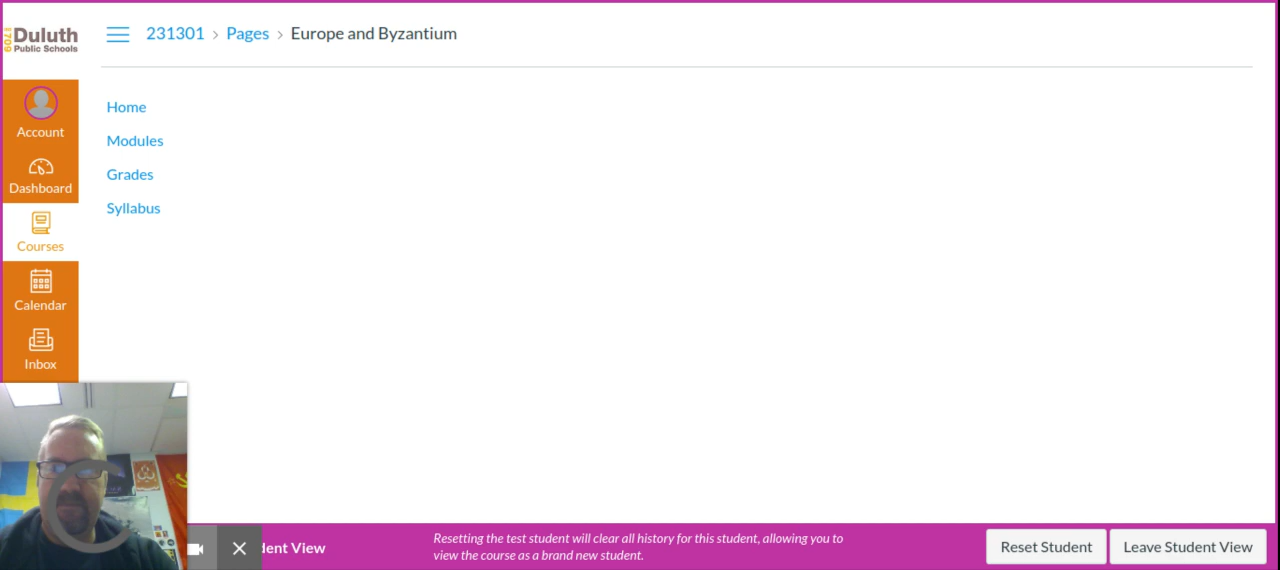 709 Duluth
Public Schools
231301 > Pages > Europe and Byzantium
Account
Dashboard
Courses
Calendar
Inbox
Home
Modules
Grades
Syllabus
dent View
Resetting the test student will clear all history for this student, allowing you to
view the course as a brand new student.
Reset Student
Leave Student View